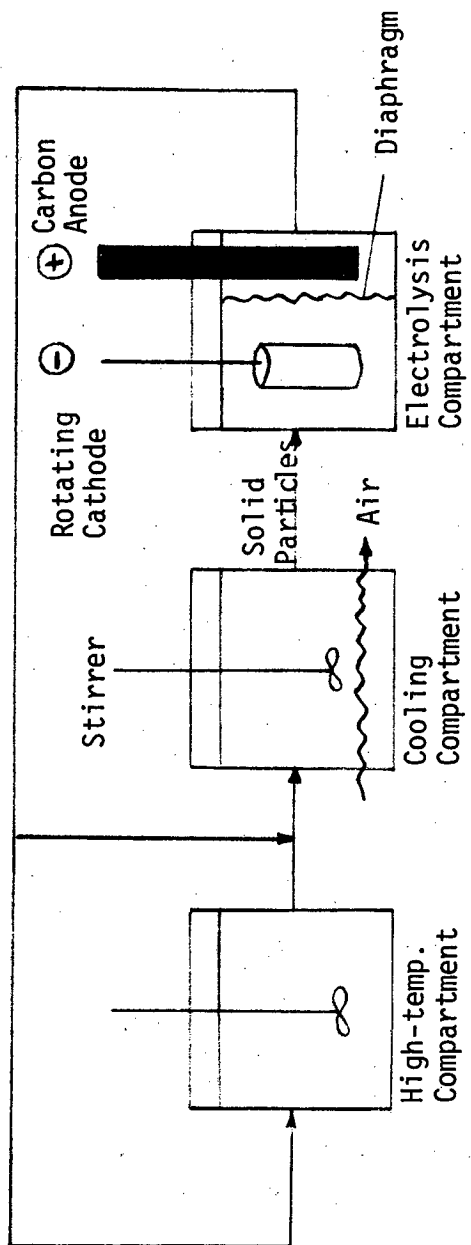 Carbon
Anode
+
Rotating
Cathode
-
Diaphragm
Electrolysis
Compartment
Solid
Particles
Air
Stirrer
Cooling
Compartment
High-temp.
Compartment